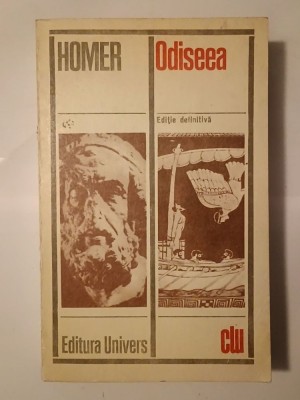 HOMER
Odiseea
Ediție definitivă
Editura Univers
clu